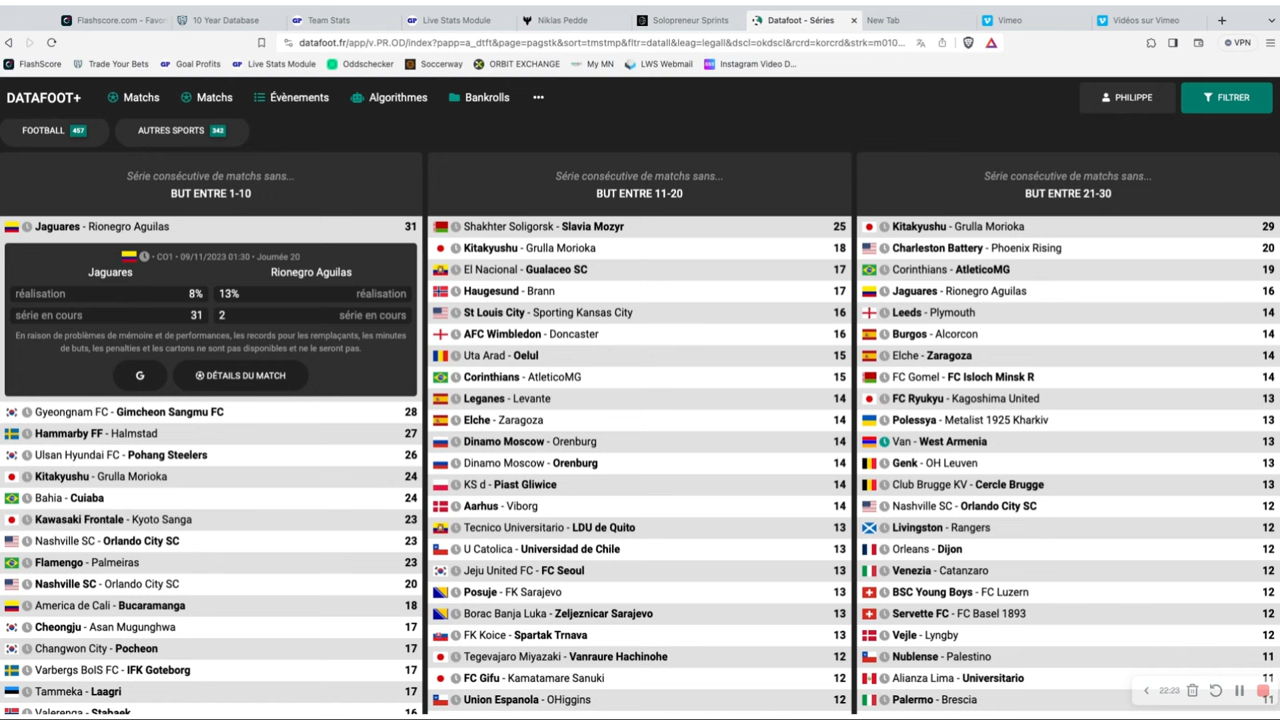 Flashscore.com - Favo
10 Year Database
Team Stats
Live Stats Module
Niklas Pedde
Solopreneur Sprints
Datafoot - Séries
New Tab
Vimeo
Vidéos sur Vimeo
datafoot.fr/app/v.PR.OD/index?papp=a_dtft&page=pagstk&sort=tmstmp&fltr=datall&leag=legall&dscl=okdscl&rcrd=korcrd&strk=m010...
VPN
FlashScore
Trade Your Bets
Goal Profits
Live Stats Module
Oddschecker
Soccerway
ORBIT EXCHANGE
My MN
LWS Webmail
Instagram Video D...
DATAFOOT+
Matchs
Matchs
Évènements
Algorithmes
Bankrolls
PHILIPPE
FILTRER
FOOTBALL 457
AUTRES SPORTS 342
Série consécutive de matchs sans...
BUT ENTRE 1-10
Jaguares - Rionegro Aguilas 31
CO1 • 09/11/2023 01:30 • Journée 20
Jaguares Rionegro Aguilas
réalisation 8% 13% réalisation
série en cours 31 2 série en cours
En raison de problèmes de mémoire et de performances, les records pour les remplaçants, les minutes
de buts, les penalties et les cartons ne sont pas disponibles et ne le seront pas.
G DÉTAILS DU MATCH
Gyeongnam FC - Gimcheon Sangmu FC 28
Hammarby FF - Halmstad 27
Ulsan Hyundai FC - Pohang Steelers 26
Kitakyushu - Grulla Morioka 24
Bahia - Cuiaba 24
Kawasaki Frontale - Kyoto Sanga 23
Nashville SC - Orlando City SC 23
Flamengo - Palmeiras 23
Nashville SC - Orlando City SC 20
America de Cali - Bucaramanga 18
Cheongju - Asan Mugunghwa 17
Changwon City - Pocheon 17
Varbergs BoIS FC - IFK Goteborg 17
Tammeka - Laagri 17
Valerenga - Stabaek 16
Série consécutive de matchs sans...
BUT ENTRE 11-20
Shakhter Soligorsk - Slavia Mozyr 25
Kitakyushu - Grulla Morioka 18
El Nacional - Gualaceo SC 17
Haugesund - Brann 17
St Louis City - Sporting Kansas City 16
AFC Wimbledon - Doncaster 16
Uta Arad - Oelul 15
Corinthians - AtleticoMG 15
Leganes - Levante 14
Elche - Zaragoza 14
Dinamo Moscow - Orenburg 14
Dinamo Moscow - Orenburg 14
KS d - Piast Gliwice 14
Aarhus - Viborg 14
Tecnico Universitario - LDU de Quito 13
U Catolica - Universidad de Chile 13
Jeju United FC - FC Seoul 13
Posuje - FK Sarajevo 13
Borac Banja Luka - Zeljeznicar Sarajevo 13
FK Koice - Spartak Trnava 13
Tegevajaro Miyazaki - Vanraure Hachinohe 12
FC Gifu - Kamatamare Sanuki 12
Union Espanola - OHiggins 12
Série consécutive de matchs sans...
BUT ENTRE 21-30
Kitakyushu - Grulla Morioka 29
Charleston Battery - Phoenix Rising 20
Corinthians - AtleticoMG 19
Jaguares - Rionegro Aguilas 16
Leeds - Plymouth 14
Burgos - Alcorcon 14
Elche - Zaragoza 14
FC Gomel - FC Isloch Minsk R 14
FC Ryukyu - Kagoshima United 13
Polessya - Metalist 1925 Kharkiv 13
Van - West Armenia 13
Genk - OH Leuven 13
Club Brugge KV - Cercle Brugge 13
Nashville SC - Orlando City SC 12
Livingston - Rangers 12
Orleans - Dijon 12
Venezia - Catanzaro 12
BSC Young Boys - FC Luzern 12
Servette FC - FC Basel 1893 12
Vejle - Lyngby 12
Nublense - Palestino 11
Alianza Lima - Universitario 11
Palermo - Brescia 11
22:23